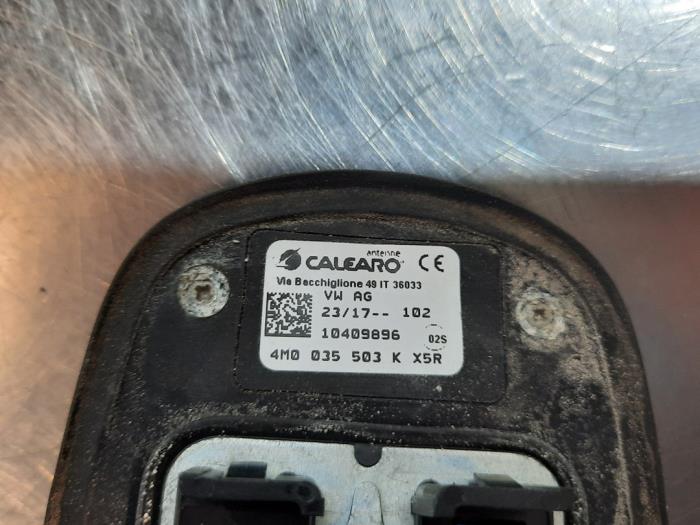 antenne
CALEARO CE
Via Bacchiglione 49 IT 36033
VW AG
23/17-- 102
10409896 02S
4M0 035 503 K X5R